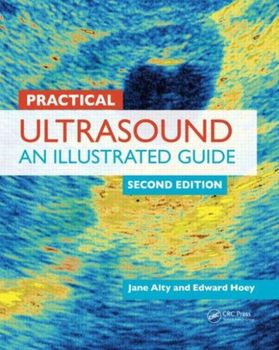 PRACTICAL
ULTRASOUND
AN ILLUSTRATED GUIDE
SECOND EDITION
Jane Alty and Edward Hoey
CRC Press